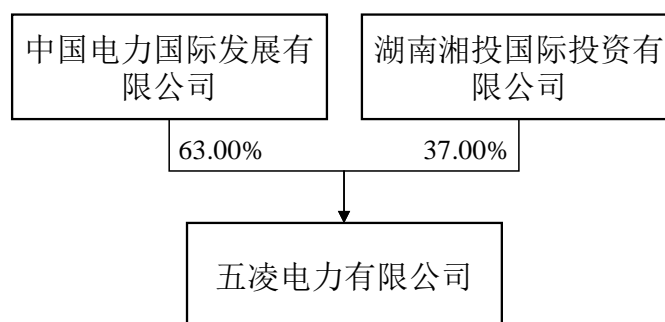 中国电力国际发展有
限公司
湖南湘投国际投资有
限公司
63.00%
37.00%
五凌电力有限公司